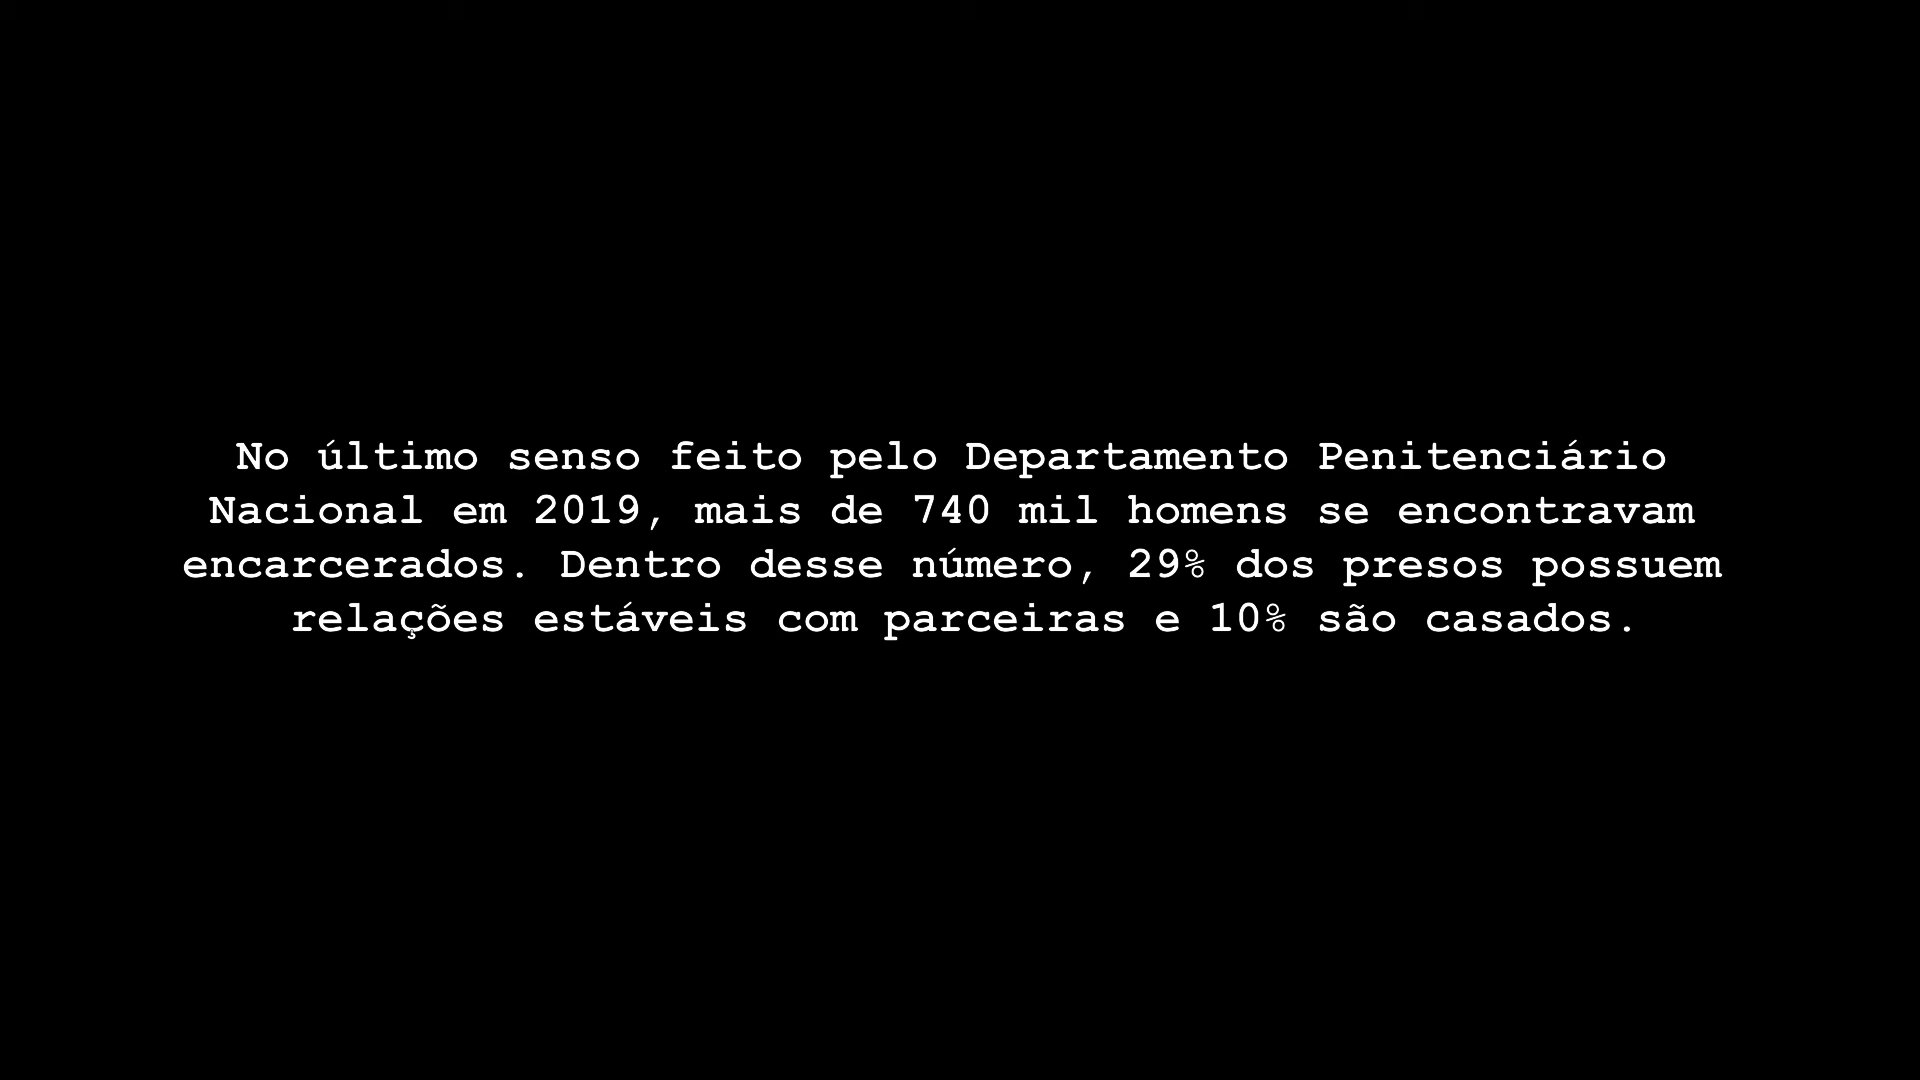 No último senso feito pelo Departamento Penitenciário
Nacional em 2019, mais de 740 mil homens se encontravam
encarcerados. Dentro desse número, 29% dos presos possuem
relações estáveis com parceiras e 10% são casados.